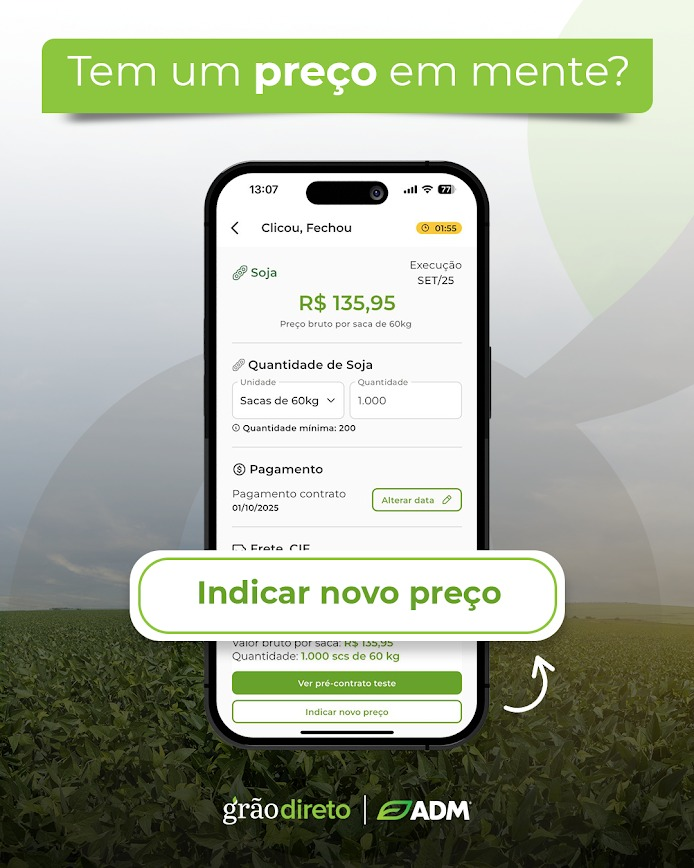 Tem um preço em mente?
13:07
77
Clicou, Fechou
01:55
Soja
Execução
SET/25
R$ 135,95
Preço bruto por saca de 60kg
Quantidade de Soja
Unidade
Quantidade
Sacas de 60kg
1.000
Quantidade mínima: 200
Pagamento
Pagamento contrato
01/10/2025
Alterar data
Frete, CIF
Indicar novo preço
Valor bruto por saca: R$ 135,95
Quantidade: 1.000 scs de 60 kg
Ver pré-contrato teste
Indicar novo preço
grãodireto | ADM